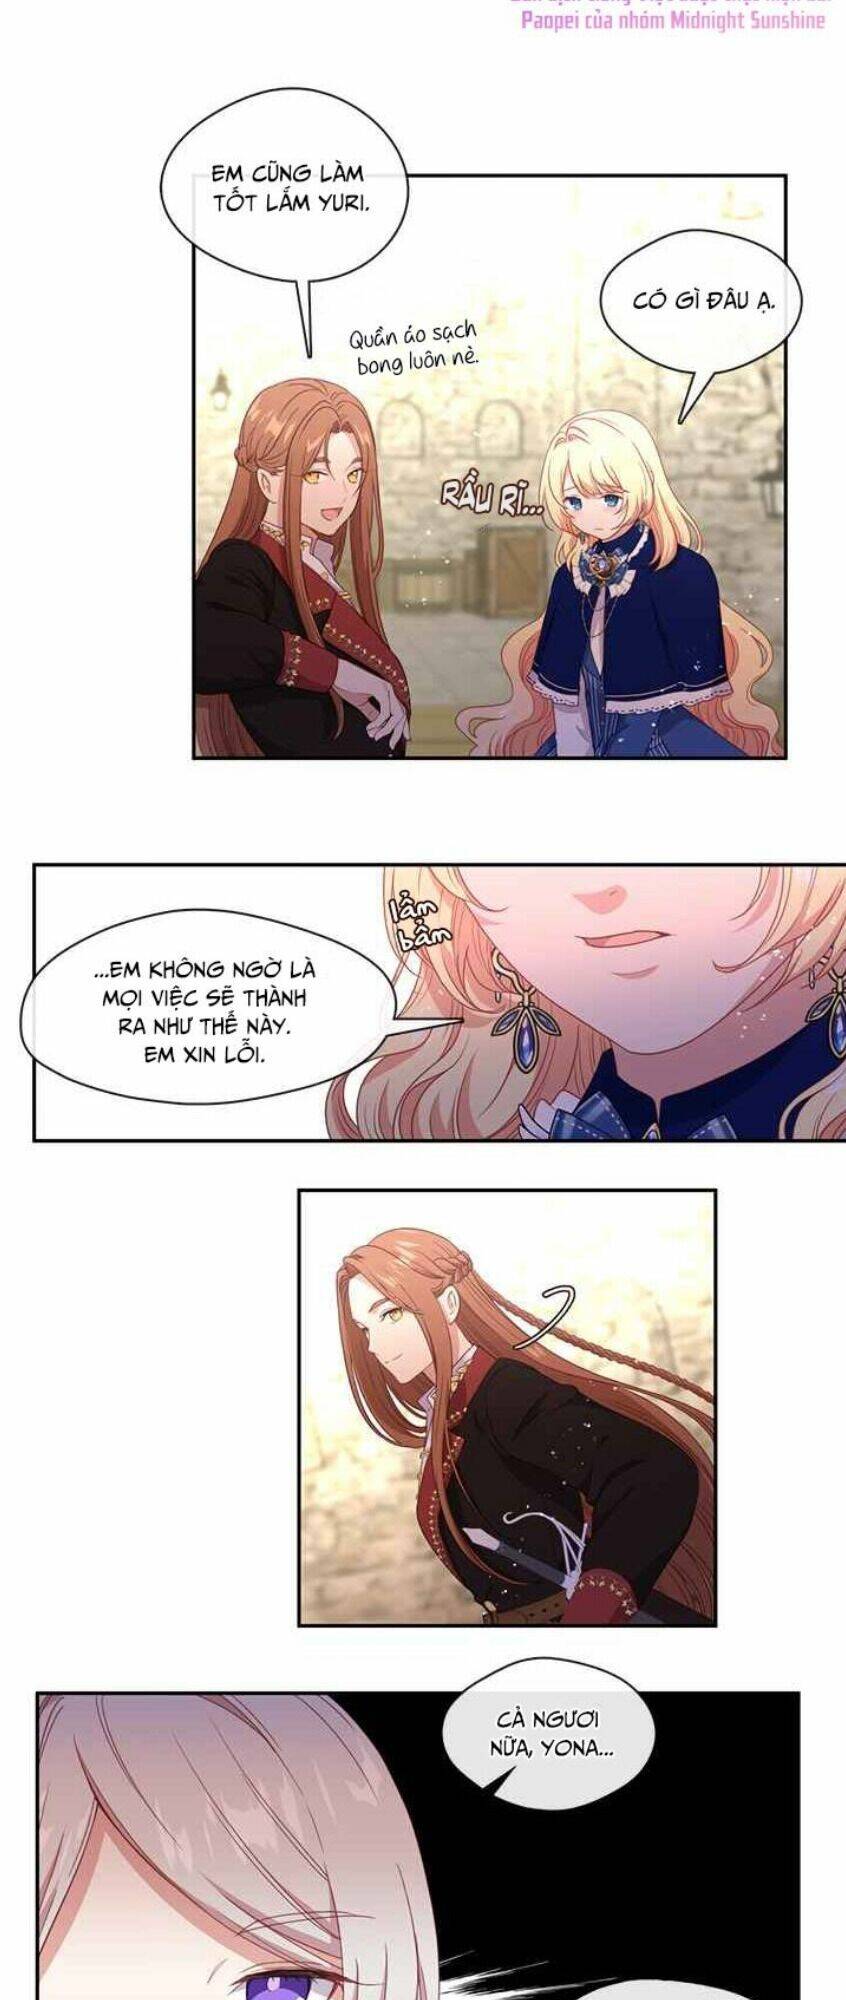 Paopei của nhóm Midnight Sunshine
EM CŨNG LÀM
TỐT LẮM YURI.
CÓ GÌ ĐÂU Ạ.
Quần áo sạch
bong luôn nè.
RẦU RĨ...
lẩm
bẩm
...EM KHÔNG NGỜ LÀ
MỌI VIỆC SẼ THÀNH
RA NHƯ THẾ NÀY.
EM XIN LỖI.
CẢ NGƯƠI
NỮA, YONA...